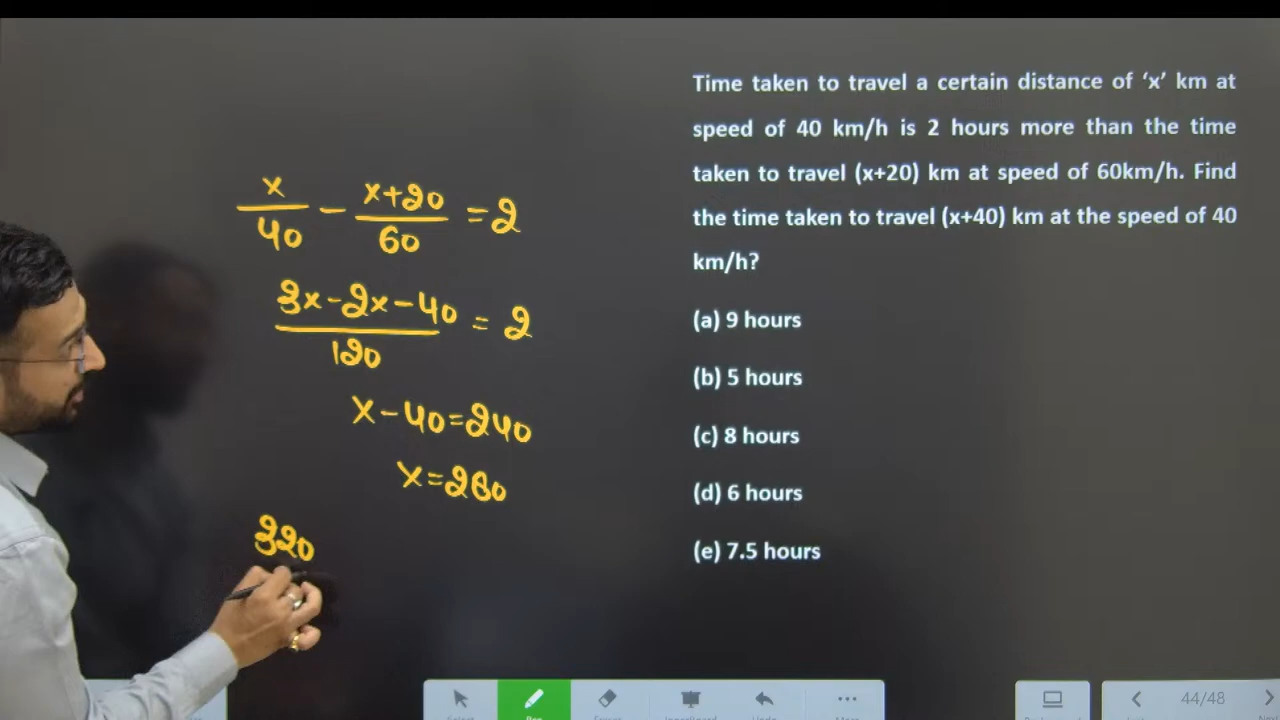 x/40 - x+20/60 = 2
3x-2x-40/120 = 2
x-40=240
x=280
320
Time taken to travel a certain distance of ‘x’ km at
speed of 40 km/h is 2 hours more than the time
taken to travel (x+20) km at speed of 60km/h. Find
the time taken to travel (x+40) km at the speed of 40
km/h?
(a) 9 hours
(b) 5 hours
(c) 8 hours
(d) 6 hours
(e) 7.5 hours
44/48